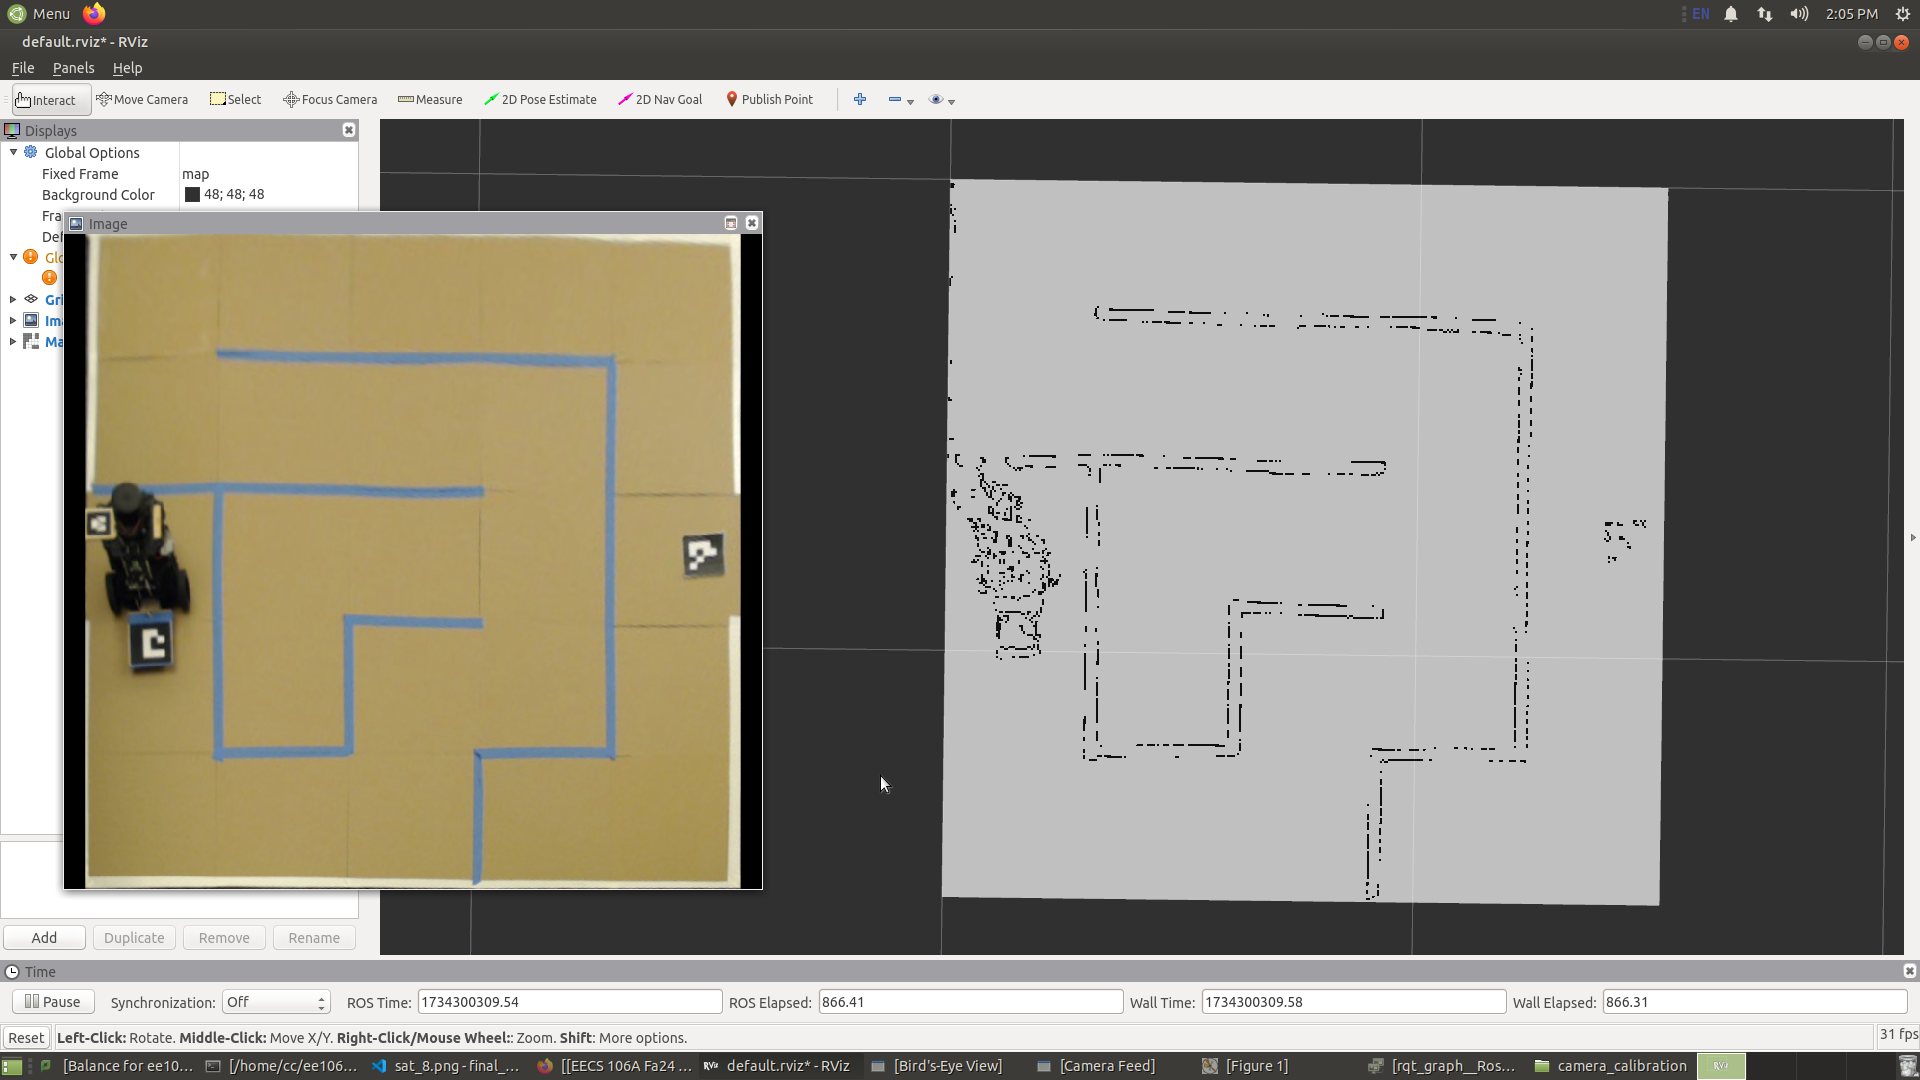 Menu
EN
2:05 PM
default.rviz* - RViz
File Panels Help
Interact Move Camera Select Focus Camera Measure 2D Pose Estimate 2D Nav Goal Publish Point
Displays
Global Options
Fixed Frame map
Background Color 48; 48; 48
Fra
Def
Glo
Gri
Ima
Ma
Image
Add Duplicate Remove Rename
Time
Pause Synchronization: Off ROS Time: 1734300309.54 ROS Elapsed: 866.41 Wall Time: 1734300309.58 Wall Elapsed: 866.31
Reset Left-Click: Rotate. Middle-Click: Move X/Y. Right-Click/Mouse Wheel:: Zoom. Shift: More options. 31 fps
[Balance for ee10... [/home/cc/ee106... sat_8.png - final_... [[EECS 106A Fa24 ... default.rviz* - RViz [Bird's-Eye View] [Camera Feed] [Figure 1] [rqt_graph__Ros... camera_calibration